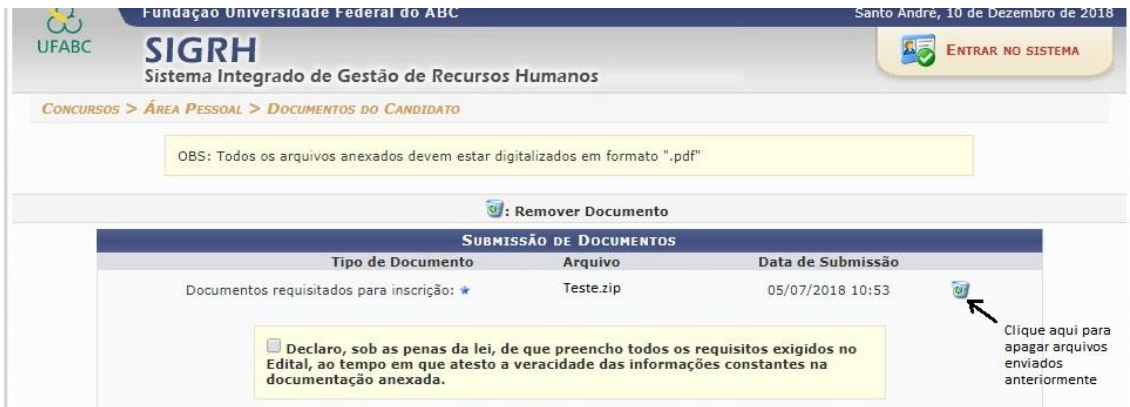 Fundação Universidade Federal do ABC
Santo André, 10 de Dezembro de 2018
UFABC
SIGRH
Sistema Integrado de Gestão de Recursos Humanos
ENTRAR NO SISTEMA
CONCURSOS > ÁREA PESSOAL > DOCUMENTOS DO CANDIDATO
OBS: Todos os arquivos anexados devem estar digitalizados em formato ".pdf"
: Remover Documento
SUBMISSÃO DE DOCUMENTOS
Tipo de Documento Arquivo Data de Submissão
Documentos requisitados para inscrição: ★ Teste.zip 05/07/2018 10:53
Clique aqui para
apagar arquivos
enviados
anteriormente
Declaro, sob as penas da lei, de que preencho todos os requisitos exigidos no
Edital, ao tempo em que atesto a veracidade das informações constantes na
documentação anexada.